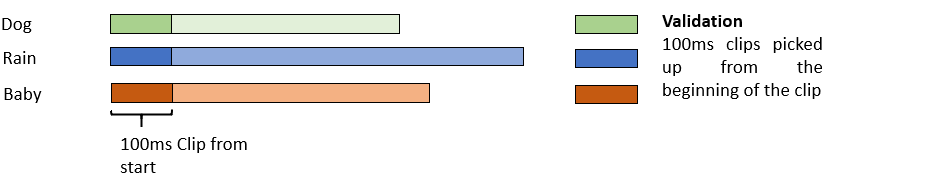 Dog
Rain
Baby
100ms Clip from
start
Validation
100ms clips picked
up from the
beginning of the clip